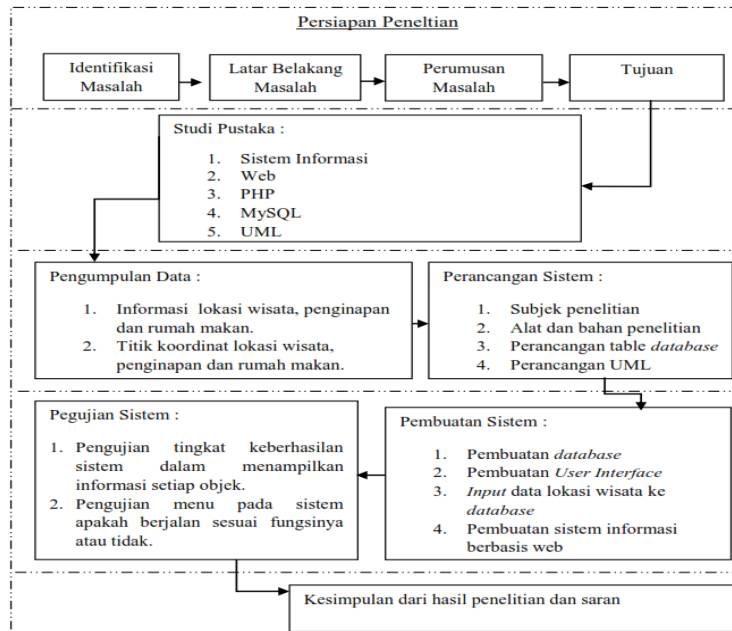 Persiapan Peneltian
Identifikasi
Masalah
Latar Belakang
Masalah
Perumusan
Masalah
Tujuan
Studi Pustaka :
1. Sistem Informasi
2. Web
3. PHP
4. MySQL
5. UML
Pengumpulan Data :
1. Informasi lokasi wisata, penginapan
dan rumah makan.
2. Titik koordinat lokasi wisata,
penginapan dan rumah makan.
Perancangan Sistem :
1. Subjek penelitian
2. Alat dan bahan penelitian
3. Perancangan table database
4. Perancangan UML
Pegujian Sistem :
1. Pengujian tingkat keberhasilan
sistem dalam menampilkan
informasi setiap objek.
2. Pengujian menu pada sistem
apakah berjalan sesuai fungsinya
atau tidak.
Pembuatan Sistem :
1. Pembuatan database
2. Pembuatan User Interface
3. Input data lokasi wisata ke
database
4. Pembuatan sistem informasi
berbasis web
Kesimpulan dari hasil penelitian dan saran